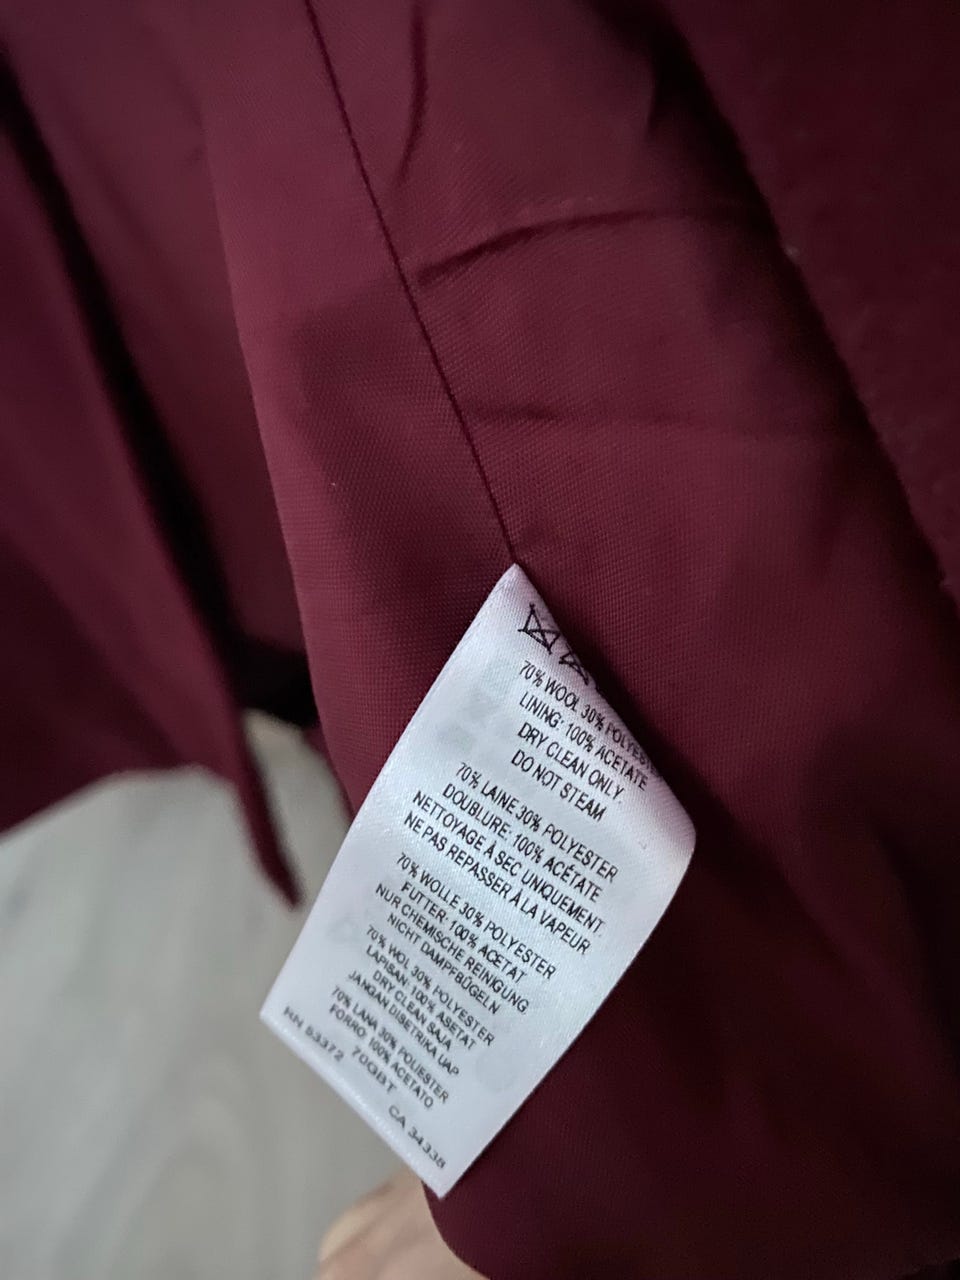 70% WOOL 30% POLYESTER
LINING: 100% ACETATE
DRY CLEAN ONLY.
DO NOT STEAM
70% LAINE 30% POLYESTER
DOUBLURE: 100% ACÉTATE
NETTOYAGE À SEC UNIQUEMENT
NE PAS REPASSER À LA VAPEUR
70% WOLLE 30% POLYESTER
FUTTER: 100% ACETAT
NUR CHEMISCHE REINIGUNG.
NICHT DAMPFBÜGELN
70% WOL 30% POLYESTER
LAPISAN: 100% ASETAT
DRY CLEAN SAJA
JANGAN DISETRIKA UAP
70% LANA 30% POLIESTER
FORRO: 100% ACETATO
RN 53372 70GBT CA 34338